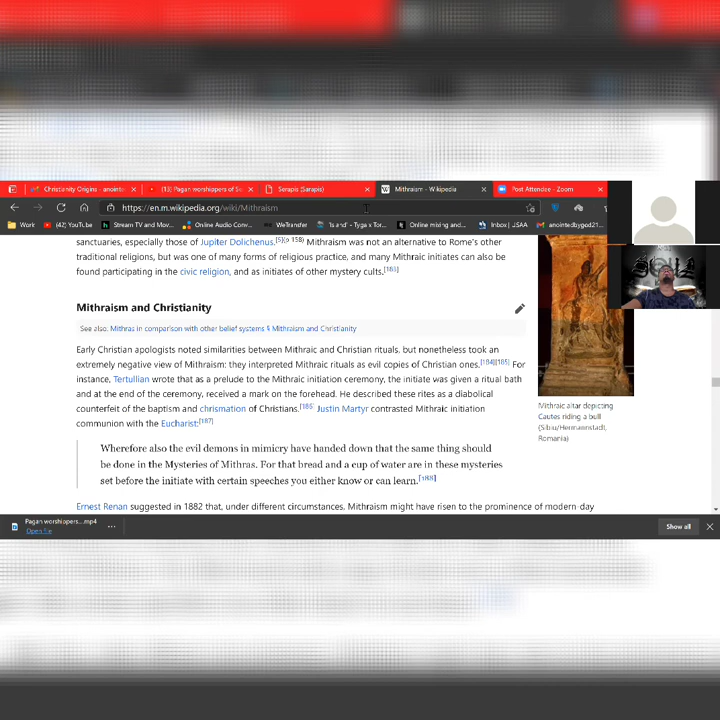 Christianity Origins - anointe
(13) Pagan worshippers of Se
Serapis (Sarapis)
Mithraism - Wikipedia
Post Attendee - Zoom
https://en.m.wikipedia.org/wiki/Mithraism
Work
(42) YouTube
Stream TV and Mov...
Online Audio Conv...
WeTransfer
'Is and' - Tyga x Tor...
Online mixing and...
Inbox | JSAA
anointedbygod21...
sanctuaries, especially those of Jupiter Dolichenus.[5](p 158) Mithraism was not an alternative to Rome's other
traditional religions, but was one of many forms of religious practice, and many Mithraic initiates can also be
found participating in the civic religion, and as initiates of other mystery cults.[183]
Mithraism and Christianity
See also: Mithras in comparison with other belief systems § Mithraism and Christianity
Early Christian apologists noted similarities between Mithraic and Christian rituals, but nonetheless took an
extremely negative view of Mithraism: they interpreted Mithraic rituals as evil copies of Christian ones.[184][185] For
instance, Tertullian wrote that as a prelude to the Mithraic initiation ceremony, the initiate was given a ritual bath
and at the end of the ceremony, received a mark on the forehead. He described these rites as a diabolical
counterfeit of the baptism and chrismation of Christians.[186] Justin Martyr contrasted Mithraic initiation
communion with the Eucharist:[187]
Wherefore also the evil demons in mimicry have handed down that the same thing should
be done in the Mysteries of Mithras. For that bread and a cup of water are in these mysteries
set before the initiate with certain speeches you either know or can learn.[188]
Ernest Renan suggested in 1882 that, under different circumstances, Mithraism might have risen to the prominence of modern-day
Mithraic altar depicting
Cautes riding a bull
(Sibiu/Hermannstadt,
Romania)
Pagan worshippers....mp4
Open file
Show all